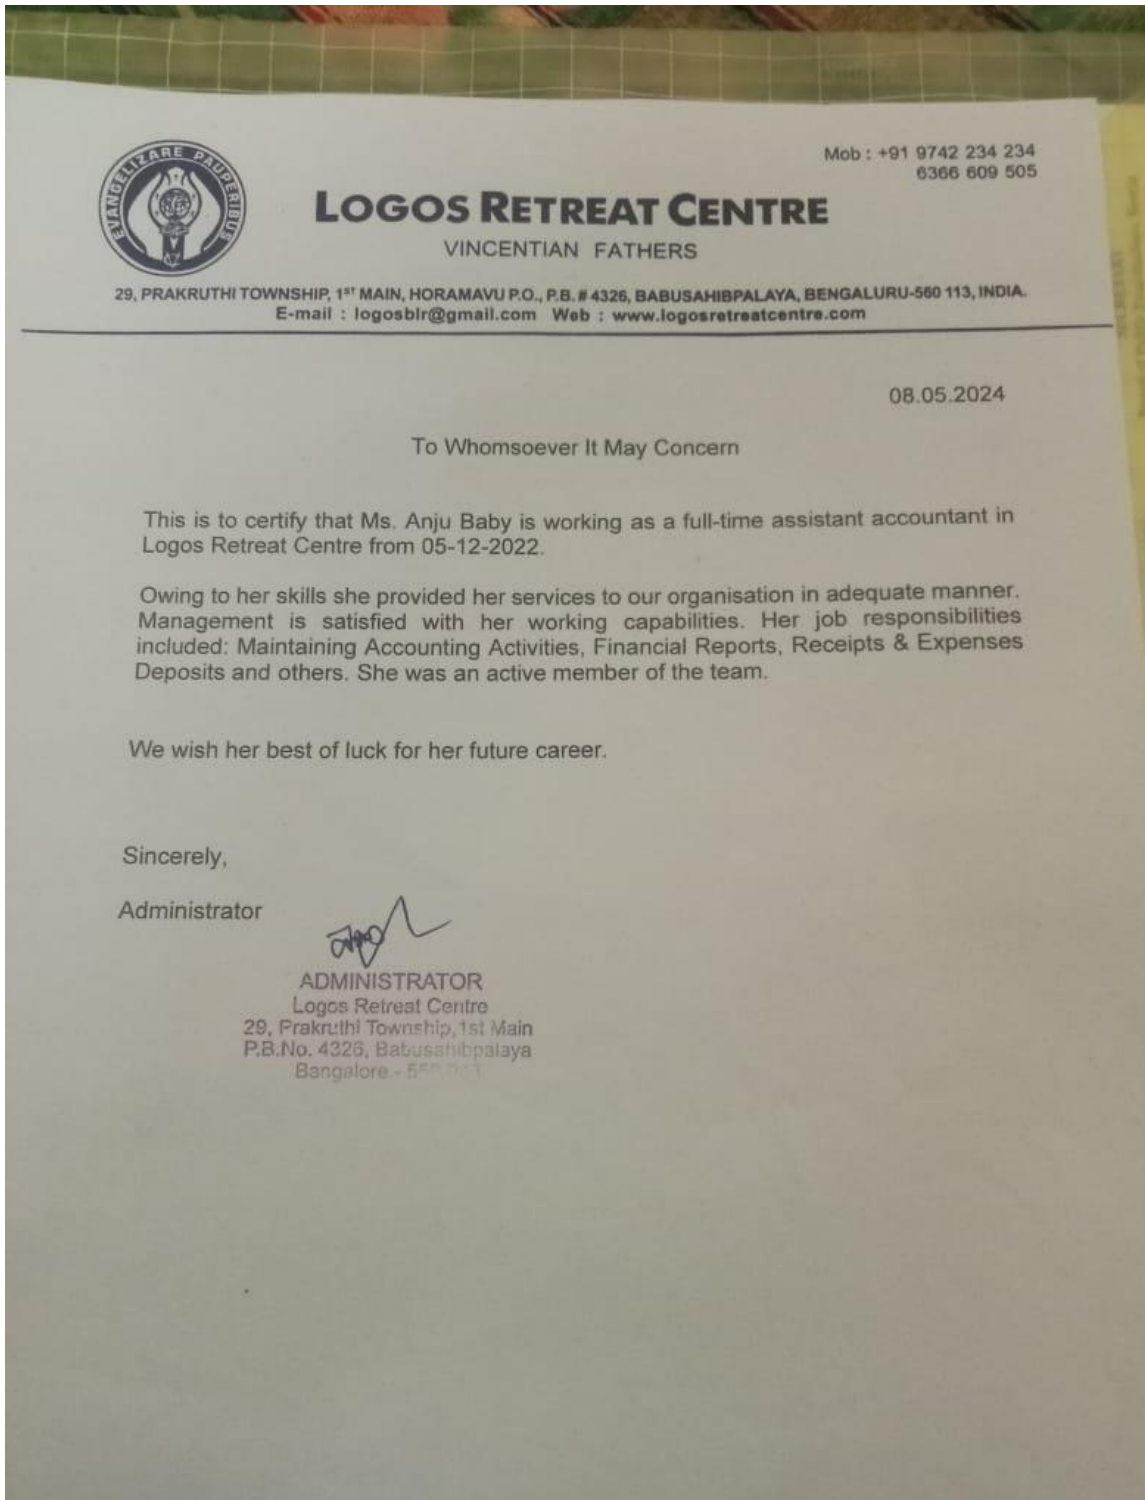 EVANGELIZARE PAUPERIBUS
Mob : +91 9742 234 234
6366 609 505
LOGOS RETREAT CENTRE
VINCENTIAN FATHERS
29, PRAKRUTHI TOWNSHIP, 1ST MAIN, HORAMAVU P.O., P.B. # 4326, BABUSAHIBPALAYA, BENGALURU-560 113, INDIA.
E-mail : logosblr@gmail.com Web : www.logosretreatcentre.com
08.05.2024
To Whomsoever It May Concern
This is to certify that Ms. Anju Baby is working as a full-time assistant accountant in
Logos Retreat Centre from 05-12-2022.
Owing to her skills she provided her services to our organisation in adequate manner.
Management is satisfied with her working capabilities. Her job responsibilities
included: Maintaining Accounting Activities, Financial Reports, Receipts & Expenses
Deposits and others. She was an active member of the team.
We wish her best of luck for her future career.
Sincerely,
Administrator
ADMINISTRATOR
Logos Retreat Centre
29, Prakruthi Township, 1st Main
P.B.No. 4326, Babusahibpalaya
Bangalore -